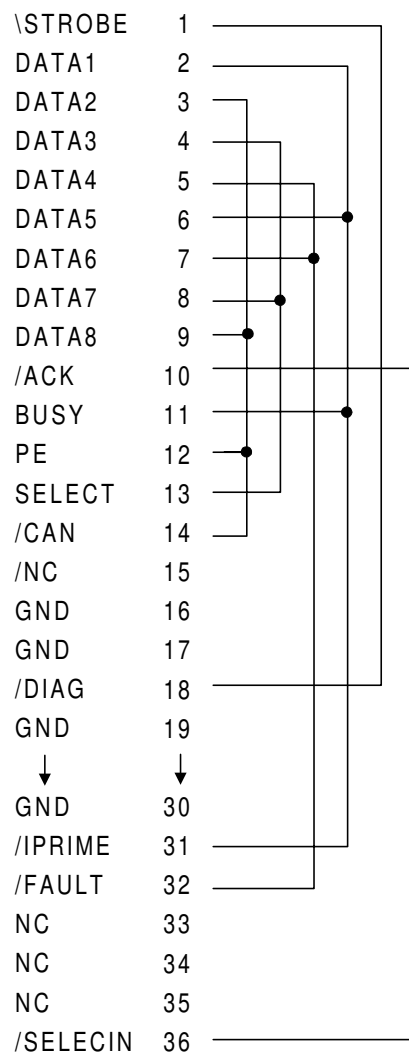 \STROBE 1
DATA1 2
DATA2 3
DATA3 4
DATA4 5
DATA5 6
DATA6 7
DATA7 8
DATA8 9
/ACK 10
BUSY 11
PE 12
SELECT 13
/CAN 14
/NC 15
GND 16
GND 17
/DIAG 18
GND 19
GND 30
/IPRIME 31
/FAULT 32
NC 33
NC 34
NC 35
/SELECIN 36